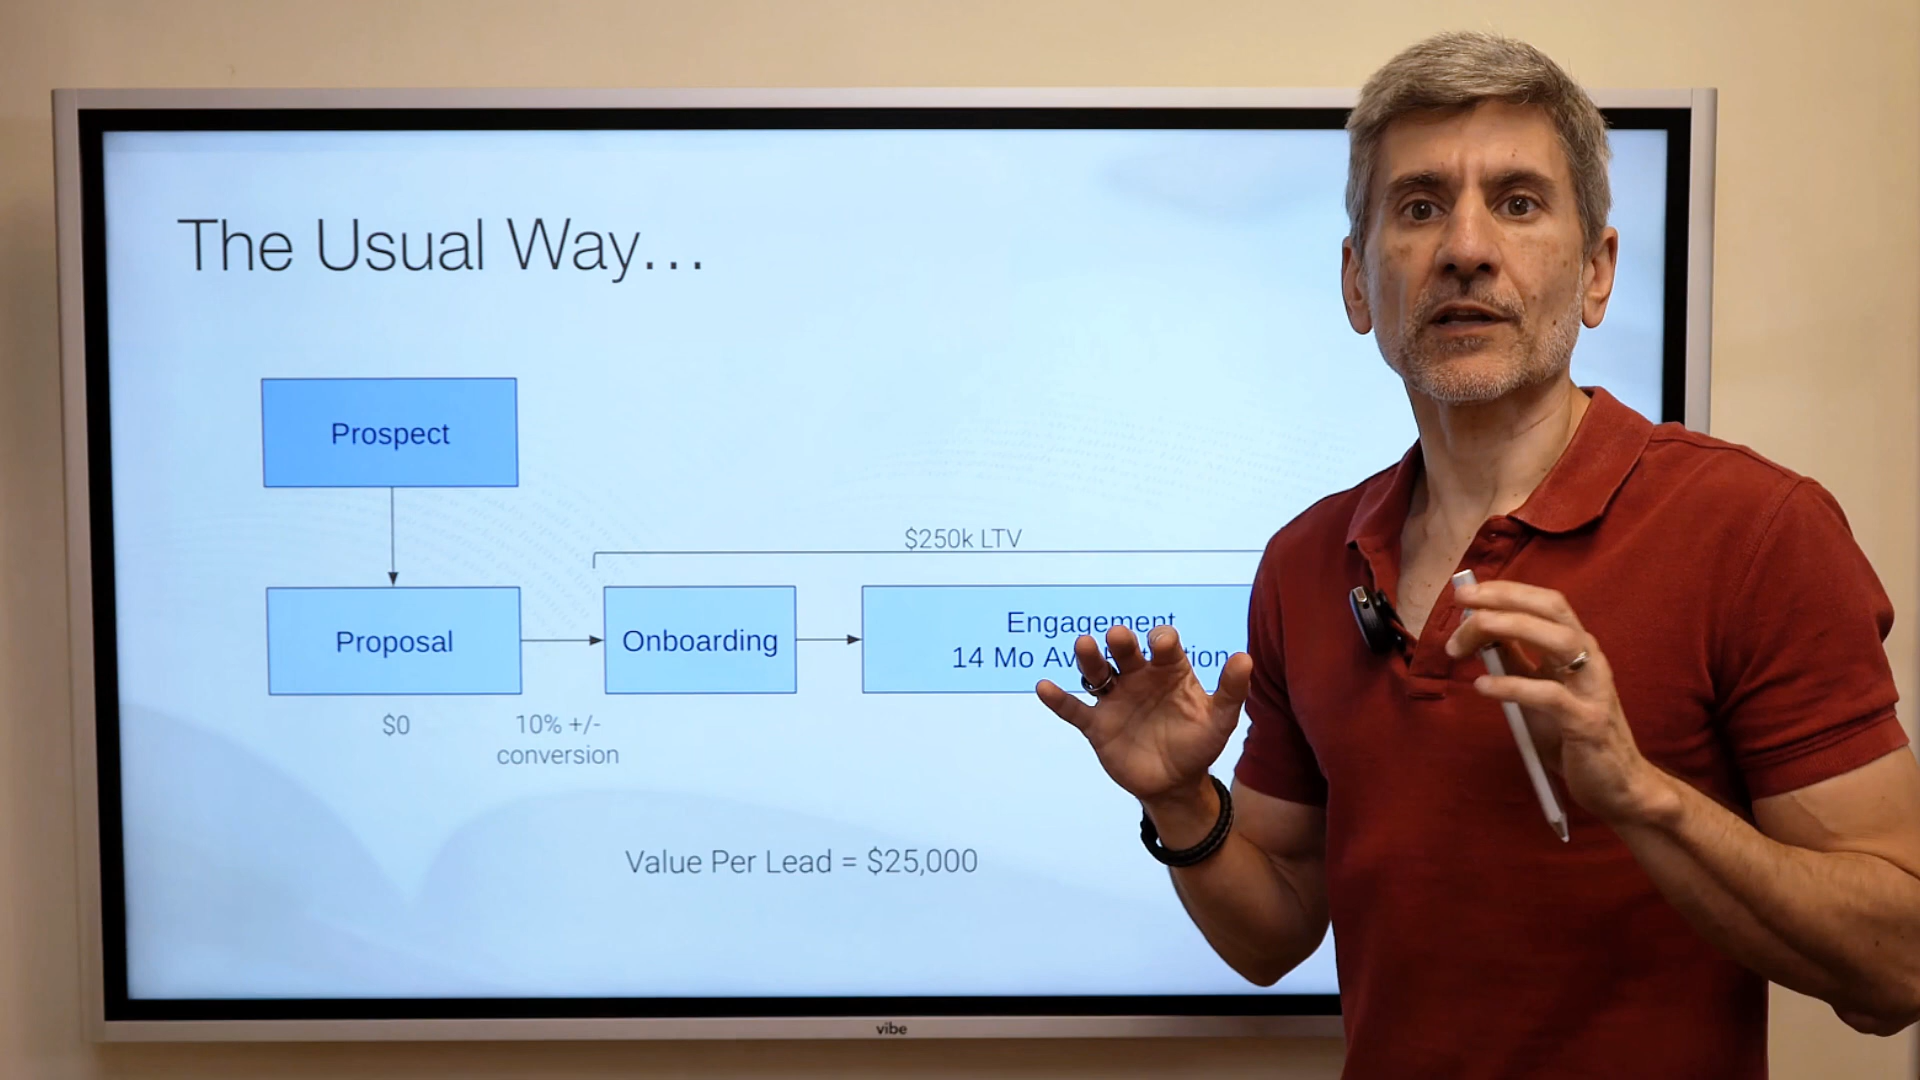 The Usual Way...
Prospect
$250k LTV
Proposal
Onboarding
Engagement
14 Mo
$0
10% +/-
conversion
Value Per Lead = $25,000
vibe